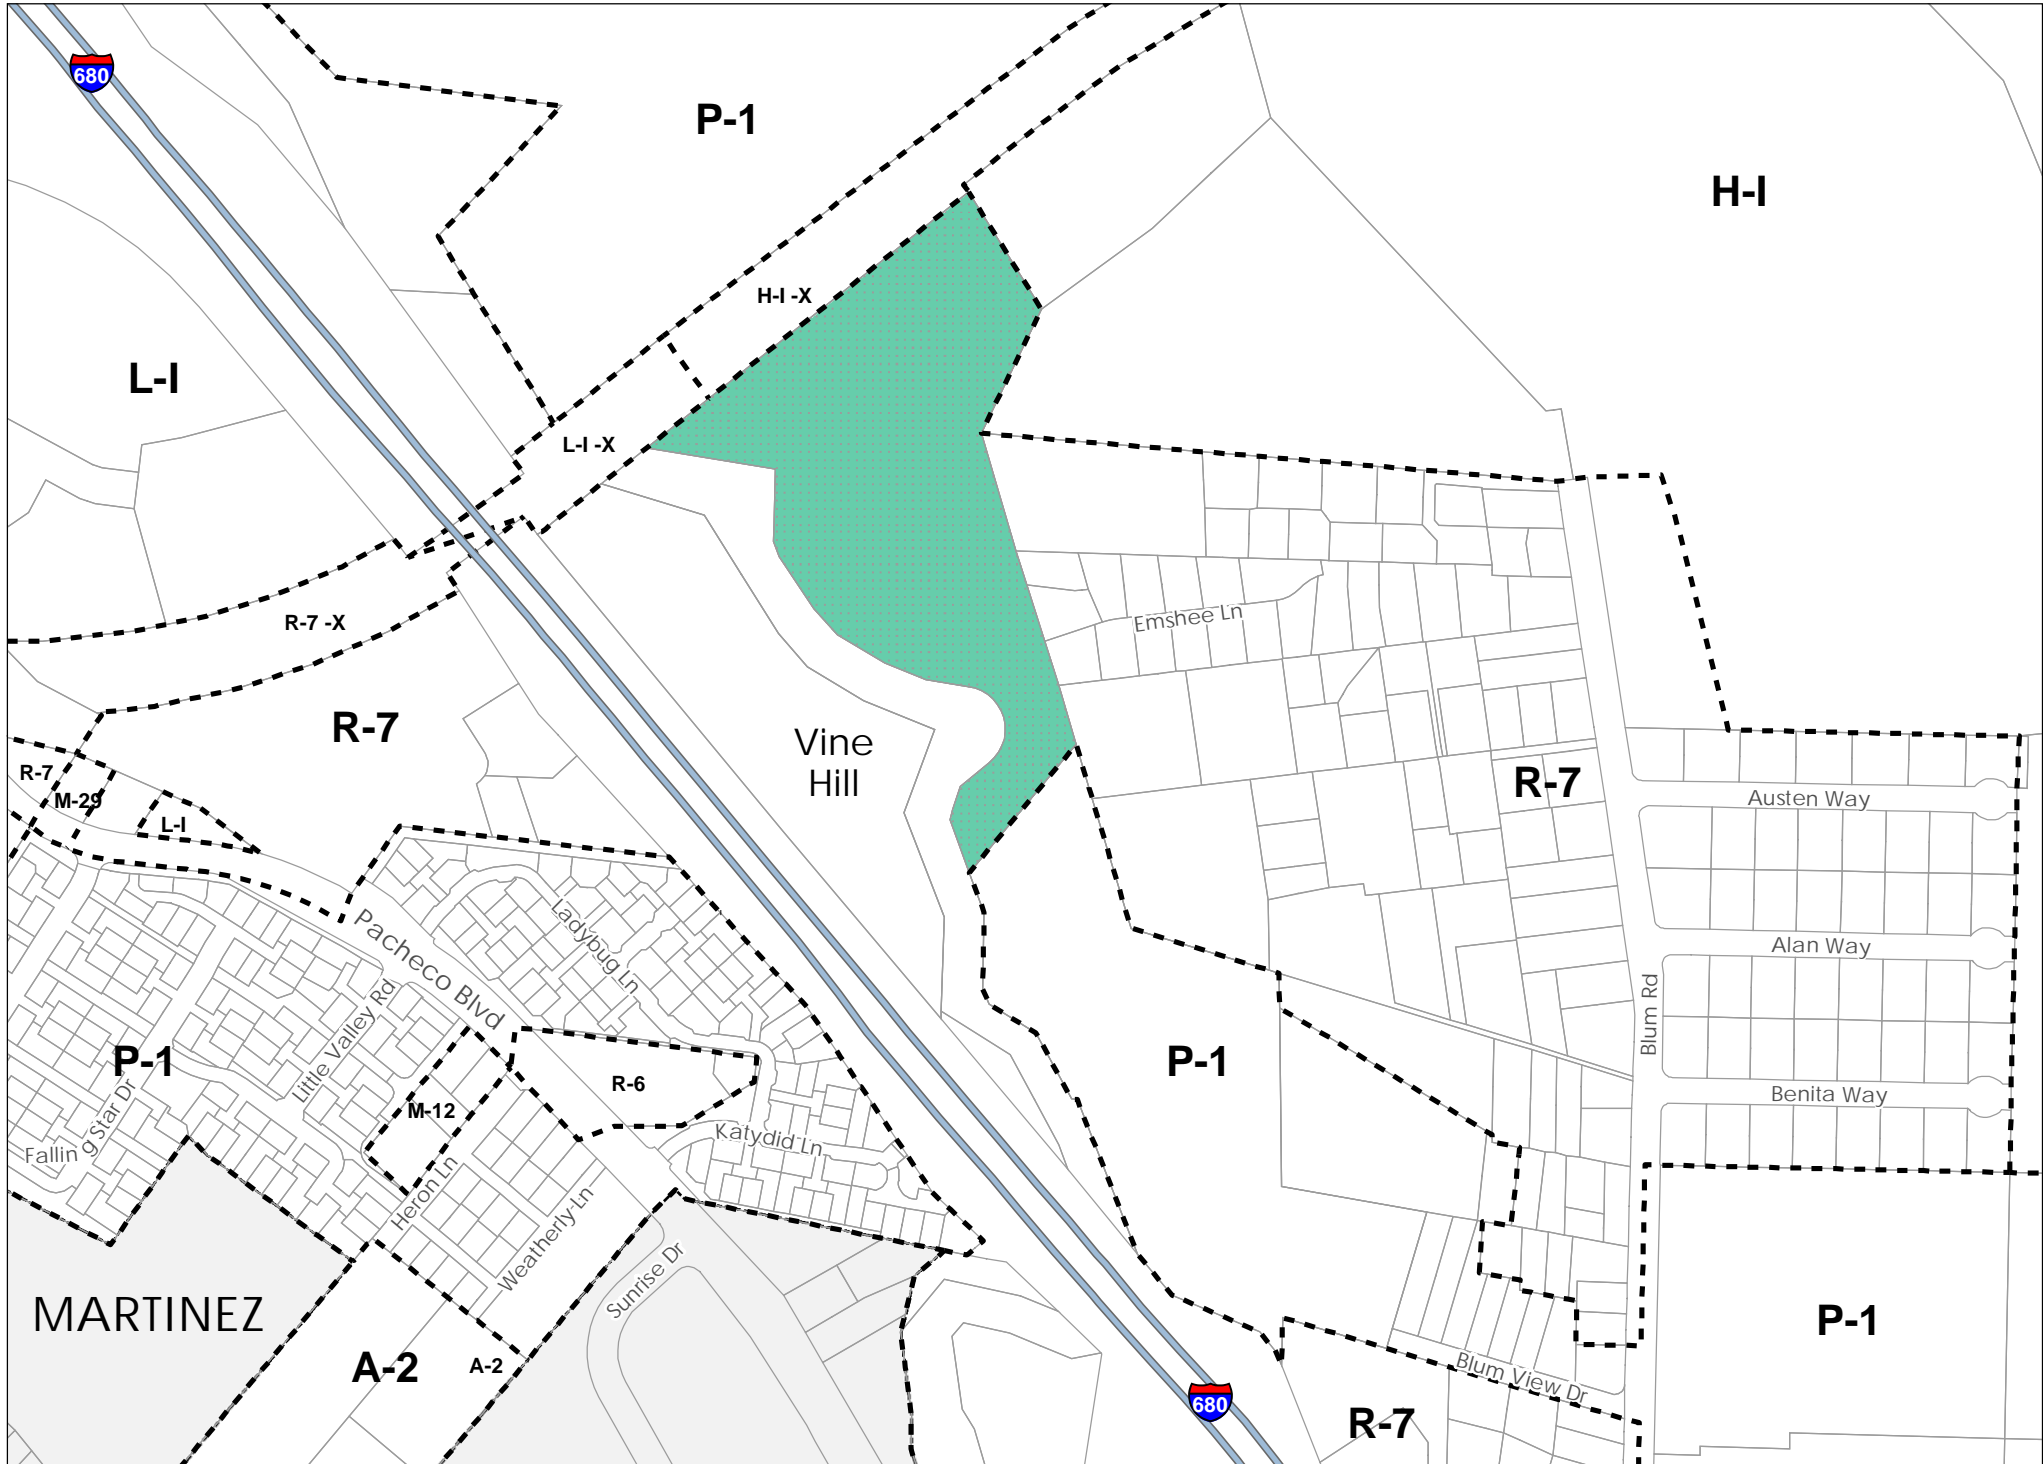 680
P-1
H-I
H-I -X
L-I
L-I -X
R-7 -X
Emshee Ln
R-7
Vine
Hill
R-7
M-29
L-I
R-7
Austen Way
Pacheco Blvd
Ladybug Ln
Alan Way
Little Valley Rd
Blum Rd
P-1
P-1
R-6
M-12
Benita Way
Falling Star Dr
Katydid Ln
Heron Ln
Weatherly Ln
Sunrise Dr
MARTINEZ
A-2
A-2
P-1
Blum View Dr
680
R-7